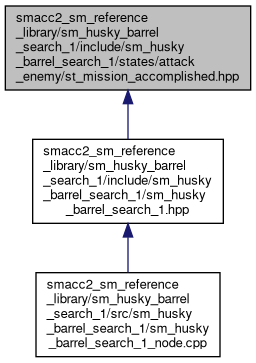 smacc2_sm_reference
_library/sm_husky_barrel
_search_1/include/sm_husky
_barrel_search_1/states/attack
_enemy/st_mission_accomplished.hpp
smacc2_sm_reference
_library/sm_husky_barrel
_search_1/include/sm_husky
_barrel_search_1/sm_husky
_barrel_search_1.hpp
smacc2_sm_reference
_library/sm_husky_barrel
_search_1/src/sm_husky
_barrel_search_1/sm_husky
_barrel_search_1_node.cpp